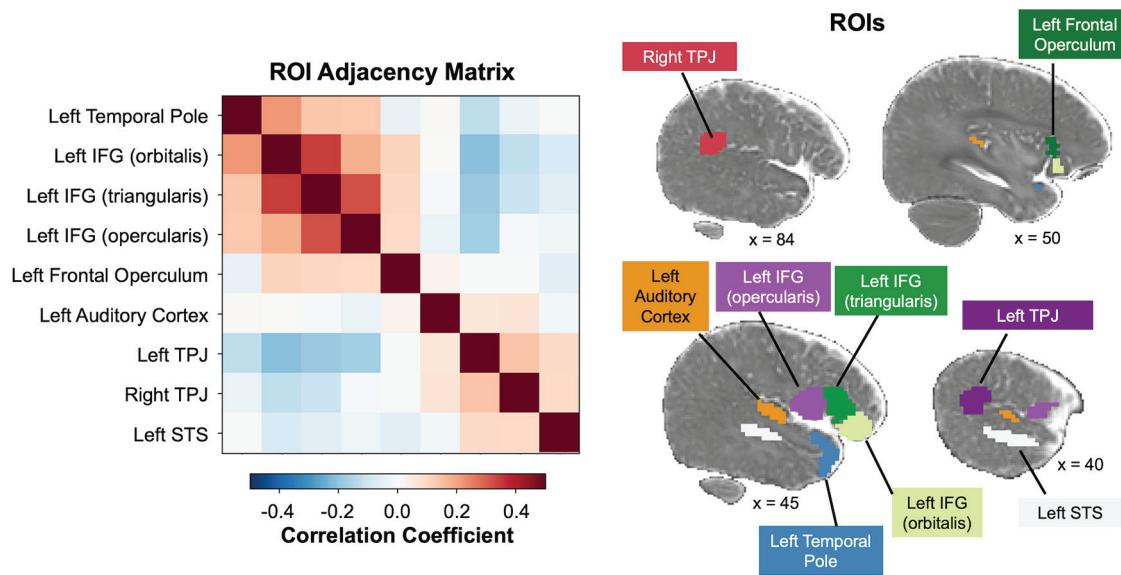 ROI Adjacency Matrix
Left Temporal Pole
Left IFG (orbitalis)
Left IFG (triangularis)
Left IFG (opercularis)
Left Frontal Operculum
Left Auditory Cortex
Left TPJ
Right TPJ
Left STS
-0.4 -0.2 0.0 0.2 0.4
Correlation Coefficient
ROIs
Right TPJ
Left Frontal
Operculum
x = 84
x = 50
Left
Auditory
Cortex
Left IFG
(opercularis)
Left IFG
(triangularis)
Left TPJ
x = 45
x = 40
Left Temporal
Pole
Left IFG
(orbitalis)
Left STS